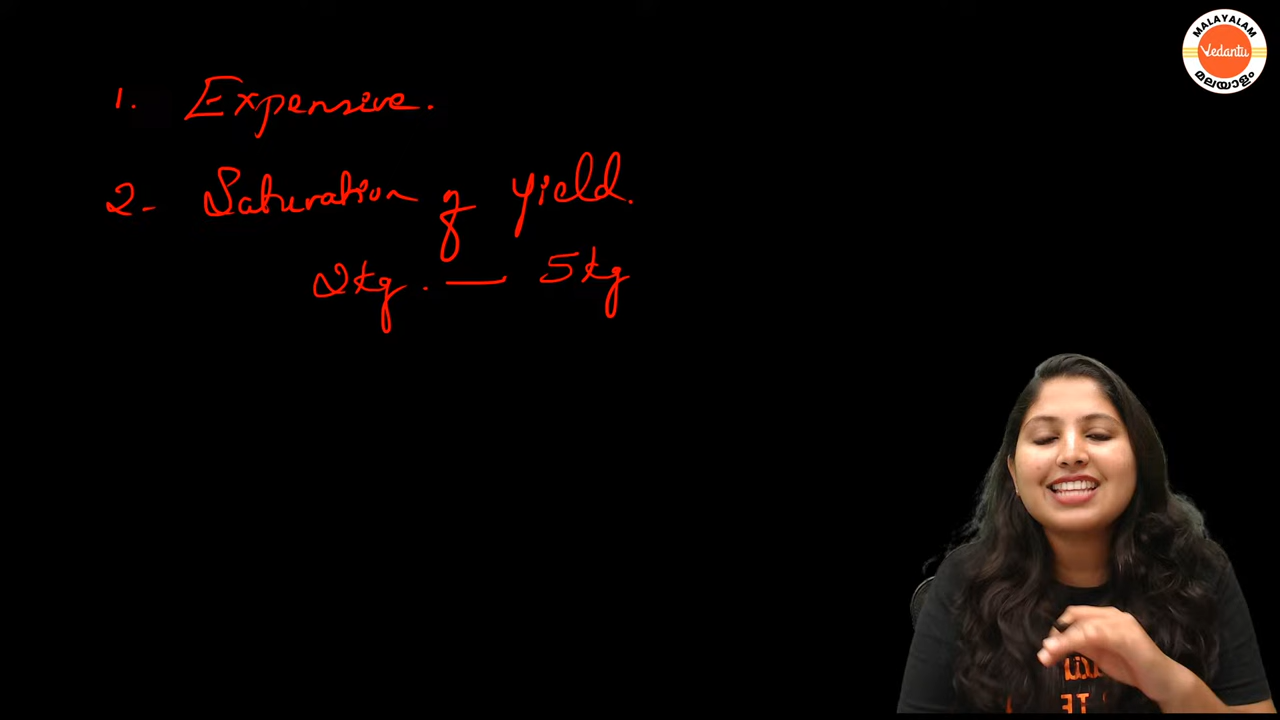 MALAYALAM
Vedantu
മലയാളം
1. Expensive.
2- Saturation of yield.
2kg. — 5kg